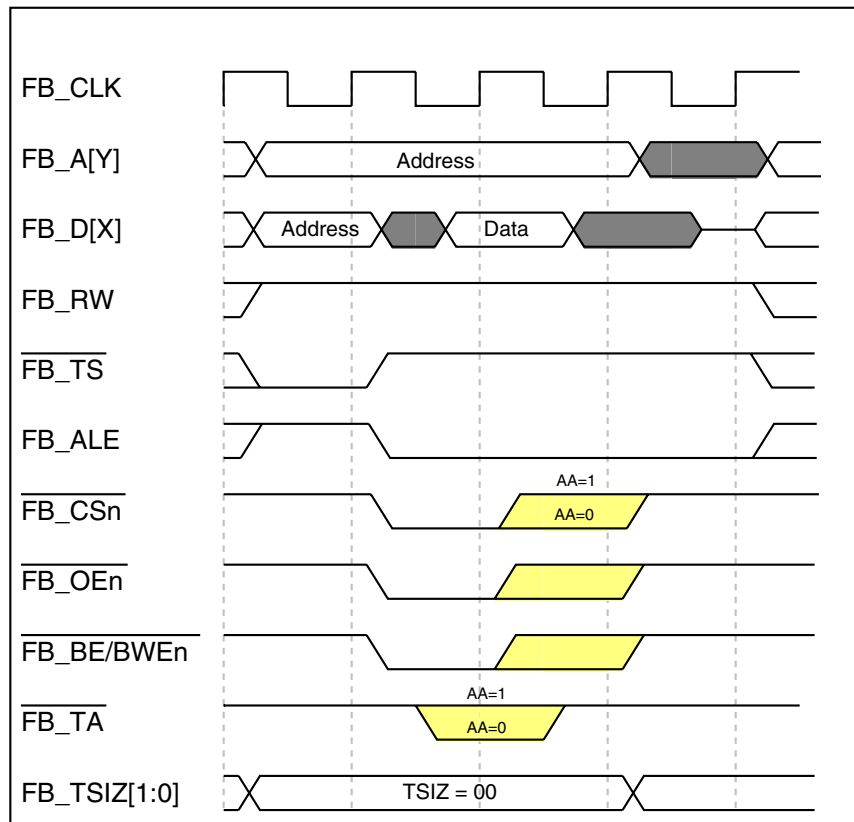 FB_CLK
FB_A[Y]
Address
FB_D[X]
Address
Data
FB_RW
FB_TS
FB_ALE
AA=1
FB_CSn
AA=0
FB_OEn
FB_BE/BWEn
AA=1
FB_TA
AA=0
FB_TSIZ[1:0]
TSIZ = 00